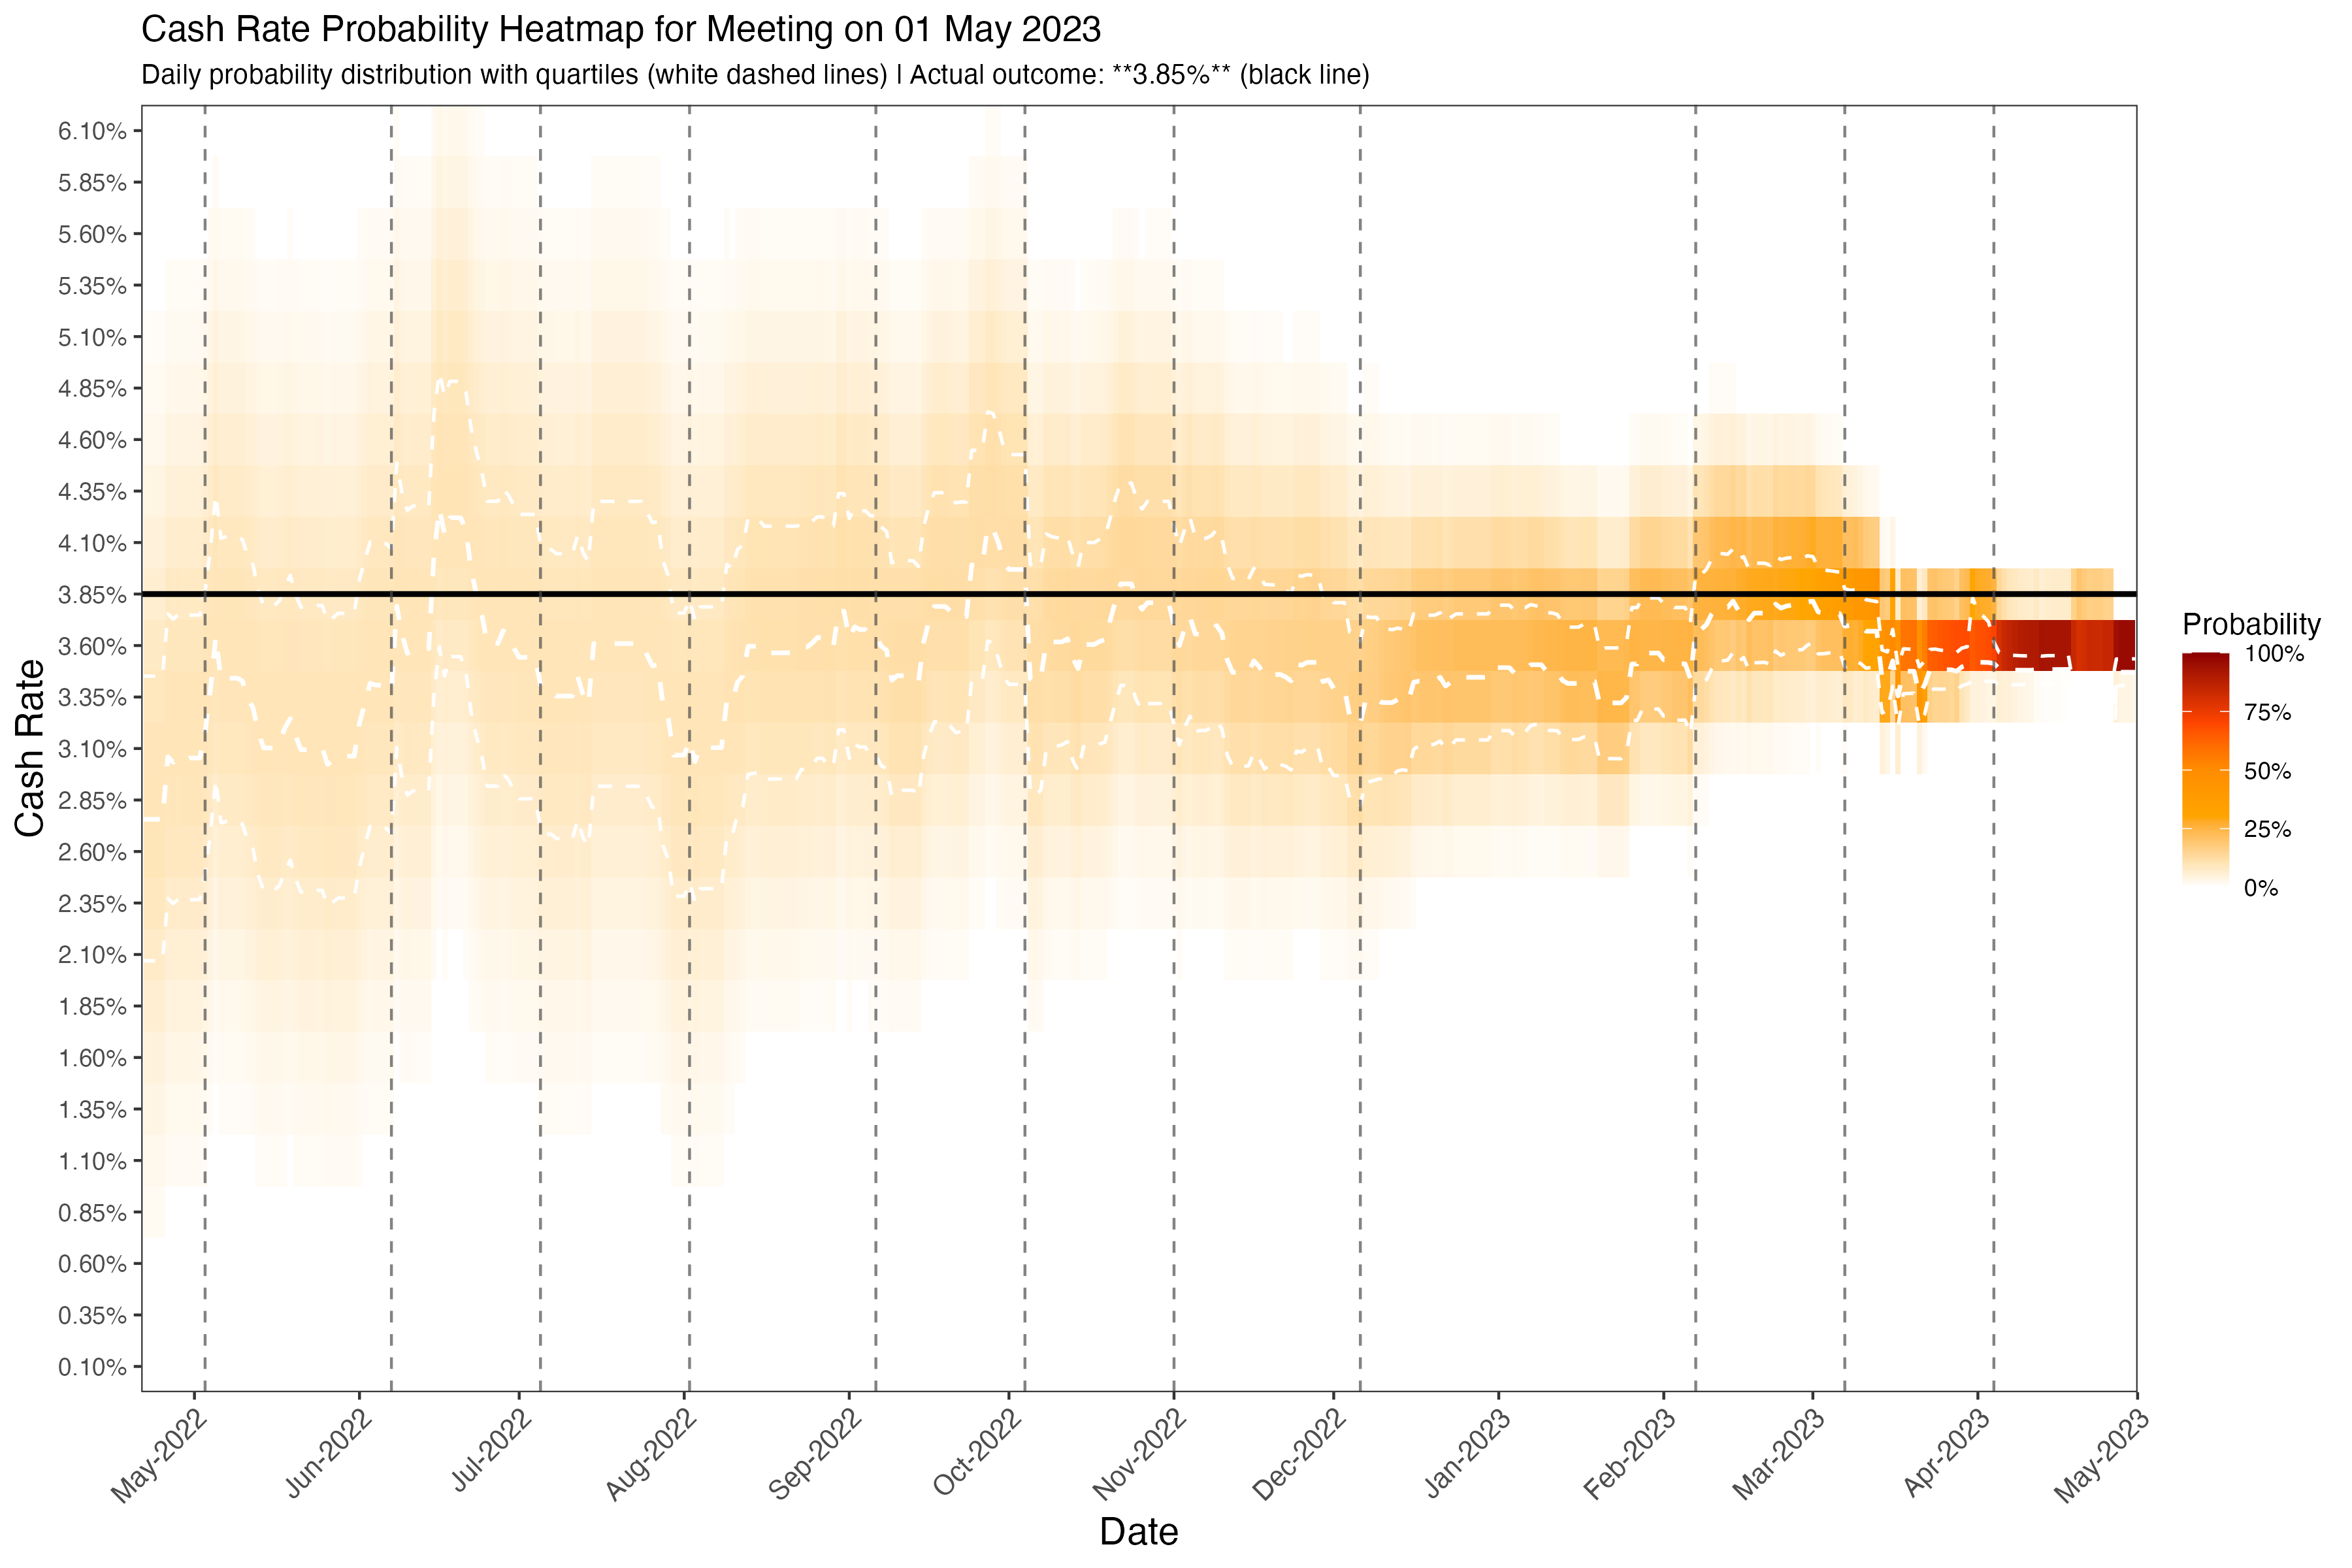 Cash Rate Probability Heatmap for Meeting on 01 May 2023
Daily probability distribution with quartiles (white dashed lines) | Actual outcome: **3.85%** (black line)
6.10%
5.85%
5.60%
5.35%
5.10%
4.85%
4.60%
4.35%
4.10%
3.85%
3.60%
3.35%
3.10%
2.85%
2.60%
2.35%
2.10%
1.85%
1.60%
1.35%
1.10%
0.85%
0.60%
0.35%
0.10%
Cash Rate
May-2022
Jun-2022
Jul-2022
Aug-2022
Sep-2022
Oct-2022
Nov-2022
Dec-2022
Jan-2023
Feb-2023
Mar-2023
Apr-2023
May-2023
Date
Probability
100%
75%
50%
25%
0%